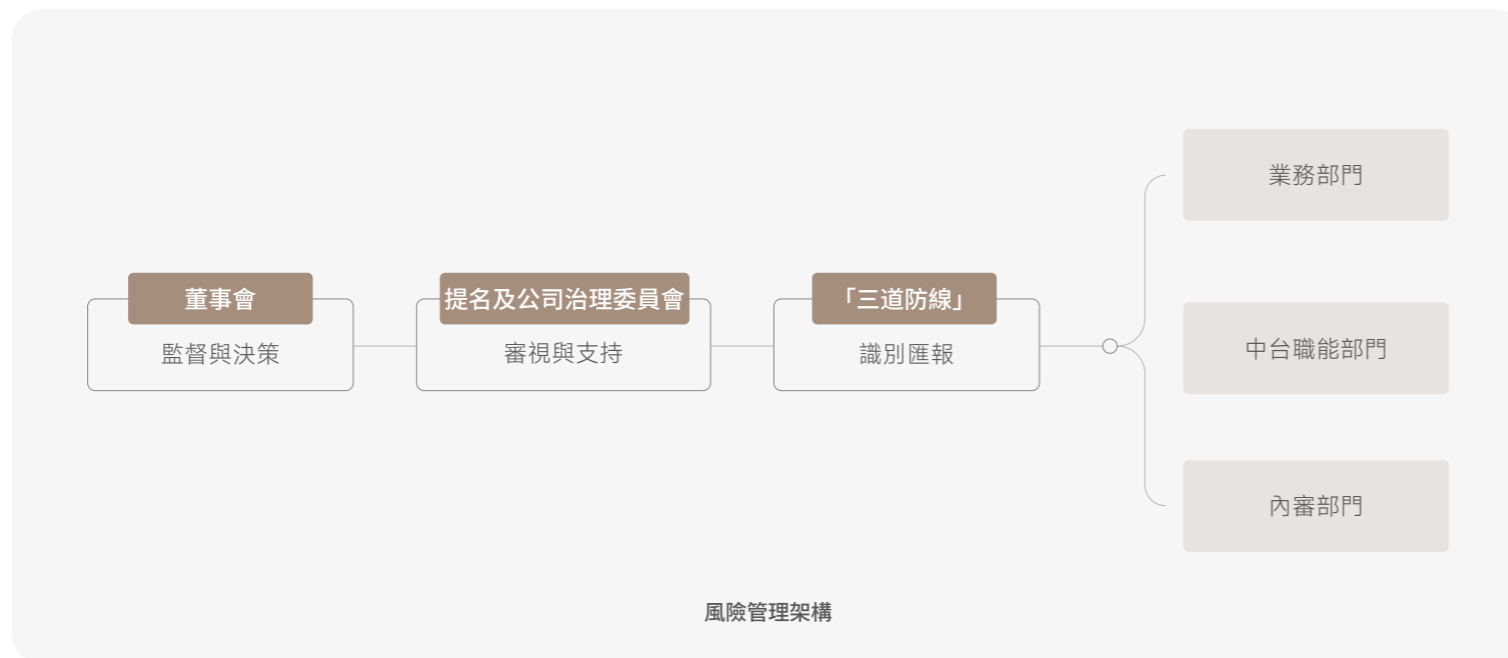 董事會
監督與決策
提名及公司治理委員會
審視與支持
「三道防線」
識別匯報
業務部門
中台職能部門
內審部門
風險管理架構